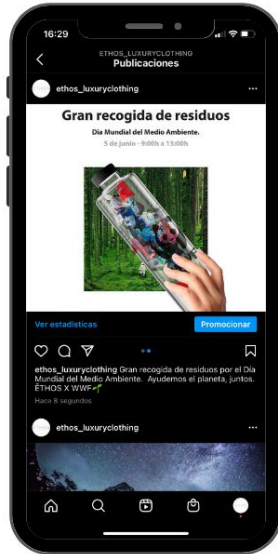 16:29
ETHOS_LUXURYCLOTHING
Publicaciones
ethos_luxuryclothing
Gran recogida de residuos
Día Mundial del Medio Ambiente.
5 de junio - 9:00h a 13:00h
Ver estadísticas
Promocionar
ethos_luxuryclothing Gran recogida de residuos por el Día
Mundial del Medio Ambiente. Ayudemos el planeta, juntos.
ÉTHOS X WWF
Hace 8 segundos
ethos_luxuryclothing